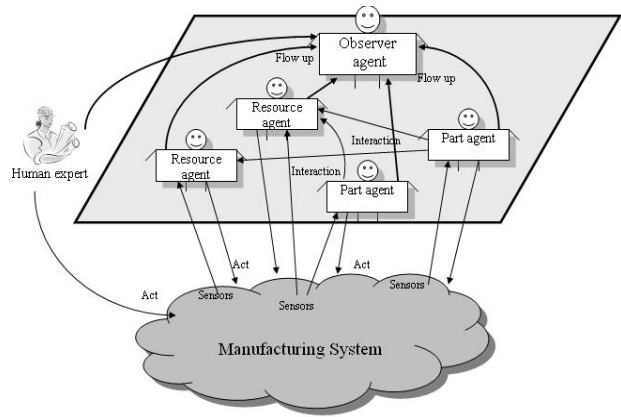 Observer
agent
Flow up
Flow up
Resource
agent
Part agent
Interaction
Resource
agent
Human expert
Interaction
Part agent
Act
Act
Act
Sensors
Sensors
Sensors
Manufacturing System